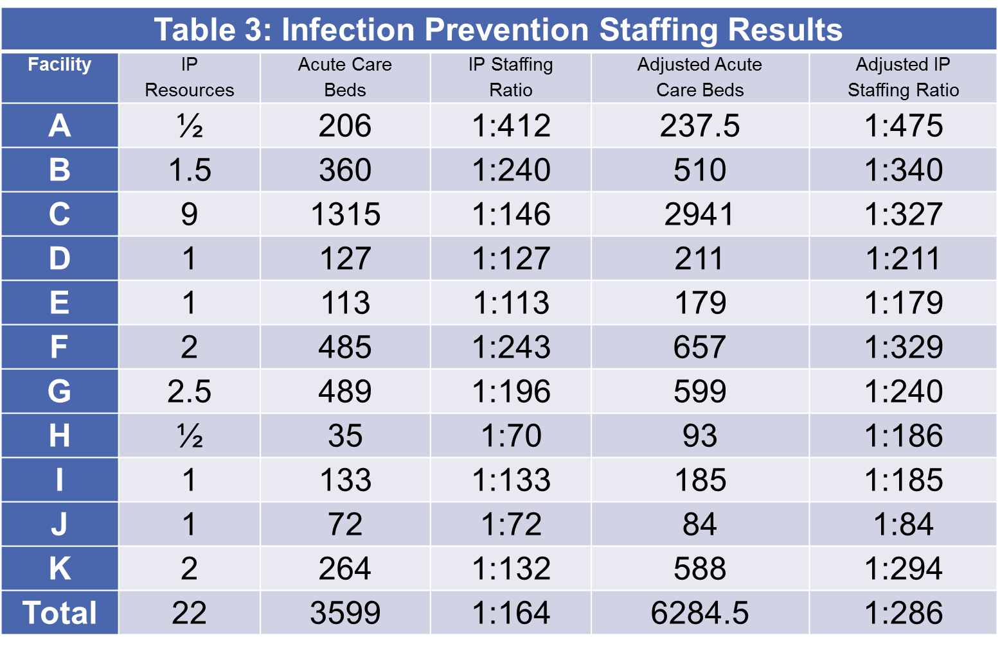 Table 3: Infection Prevention Staffing Results
Facility IP Resources Acute Care Beds IP Staffing Ratio Adjusted Acute Care Beds Adjusted IP Staffing Ratio
A ½ 206 1:412 237.5 1:475
B 1.5 360 1:240 510 1:340
C 9 1315 1:146 2941 1:327
D 1 127 1:127 211 1:211
E 1 113 1:113 179 1:179
F 2 485 1:243 657 1:329
G 2.5 489 1:196 599 1:240
H ½ 35 1:70 93 1:186
I 1 133 1:133 185 1:185
J 1 72 1:72 84 1:84
K 2 264 1:132 588 1:294
Total 22 3599 1:164 6284.5 1:286